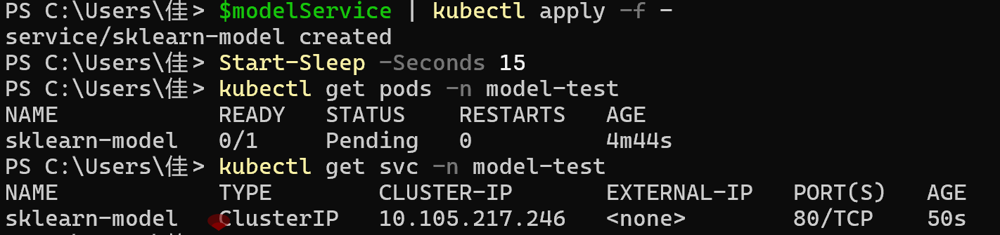 PS C:\Users\佳> $modelService | kubectl apply -f -
service/sklearn-model created
PS C:\Users\佳> Start-Sleep -Seconds 15
PS C:\Users\佳> kubectl get pods -n model-test
NAME READY STATUS RESTARTS AGE
sklearn-model 0/1 Pending 0 4m44s
PS C:\Users\佳> kubectl get svc -n model-test
NAME TYPE CLUSTER-IP EXTERNAL-IP PORT(S) AGE
sklearn-model ClusterIP 10.105.217.246 <none> 80/TCP 50s